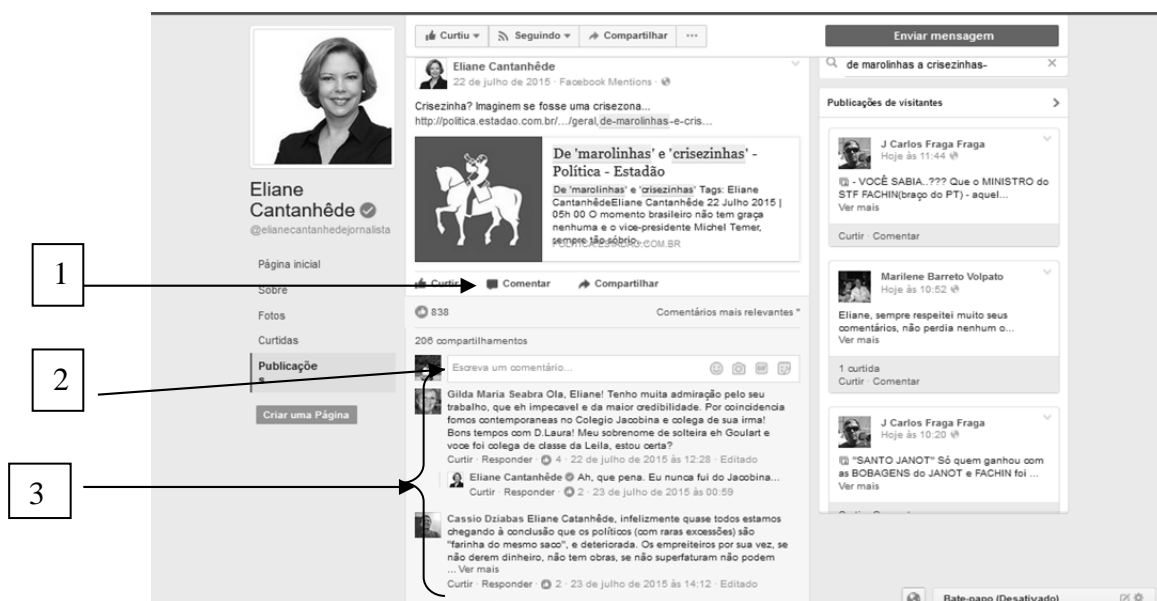 Curtiu
Seguindo
Compartilhar
Enviar mensagem
Eliane Cantanhêde
22 de julho de 2015 · Facebook Mentions ·
Crisezinha? Imaginem se fosse uma crisezona...
http://politica.estadao.com.br/.../geral,de-marolinhas-e-cris...
De 'marolinhas' e 'crisezinhas' -
Política - Estadão
De 'marolinhas' e 'crisezinhas' Tags: Eliane
CantanhêdeEliane Cantanhêde 22 Julho 2015 |
05h 00 O momento brasileiro não tem graça
nenhuma e o vice-presidente Michel Temer,
sempre tão sóbrio,
POLITICA.ESTADAO.COM.BR
Eliane
Cantanhêde
@elianecantanhedejornalista
Página inicial
Sobre
Fotos
Curtidas
Publicaçõe
s
Criar uma Página
1
2
3
Curtir
Comentar
Compartilhar
838
Comentários mais relevantes
206 compartilhamentos
Escreva um comentário...
Gilda Maria Seabra Ola, Eliane! Tenho muita admiração pelo seu
trabalho, que eh impecavel e da maior credibilidade. Por coincidencia
fomos contemporaneas no Colegio Jacobina e colega de sua irma!
Bons tempos com D.Laura! Meu sobrenome de solteira eh Goulart e
voce foi colega de classe da Leila, estou certa?
Curtir · Responder · 4 · 22 de julho de 2015 às 12:28 · Editado
Eliane Cantanhêde Ah, que pena. Eu nunca fui do Jacobina...
Curtir · Responder · 2 · 23 de julho de 2015 às 00:59
Cassio Dziabas Eliane Catanhêde, infelizmente quase todos estamos
chegando à conclusão que os políticos (com raras excessões) são
"farinha do mesmo saco", e deteriorada. Os empreiteiros por sua vez, se
não derem dinheiro, não tem obras, se não superfaturam não podem
... Ver mais
Curtir · Responder · 2 · 23 de julho de 2015 às 14:12 · Editado
de marolinhas a crisezinhas-
Publicações de visitantes
J Carlos Fraga Fraga
Hoje às 11:44
- VOCÊ SABIA..??? Que o MINISTRO do
STF FACHIN(braço do PT) - aquel...
Ver mais
Curtir · Comentar
Marilene Barreto Volpato
Hoje às 10:52
Eliane, sempre respeitei muito seus
comentários, não perdia nenhum o...
Ver mais
1 curtida
Curtir · Comentar
J Carlos Fraga Fraga
Hoje às 10:20
"SANTO JANOT" Só quem ganhou com
as BOBAGENS do JANOT e FACHIN foi ...
Ver mais
Bate-papo (Desativado)